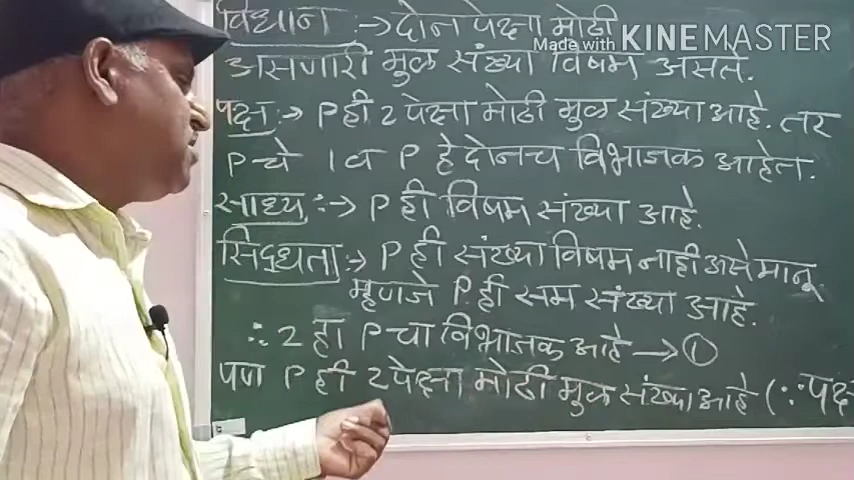 विधान :→ दोन पेक्षा मोठी
Made with KINEMASTER
असणारी मुळ संख्या विषम असते.
पक्ष :→ P ही 2 पेक्षा मोठी मुळ संख्या आहे. तर
P चे 1 व P हे दोनच विभाजक आहेत.
साध्य :→ P ही विषम संख्या आहे.
सिद्धता :→ P ही संख्या विषम नाही असे मानू
म्हणजे P ही सम संख्या आहे.
∴ 2 हा P चा विभाजक आहे → ①
पण P ही 2 पेक्षा मोठी मुळ संख्या आहे (∵ पक्ष